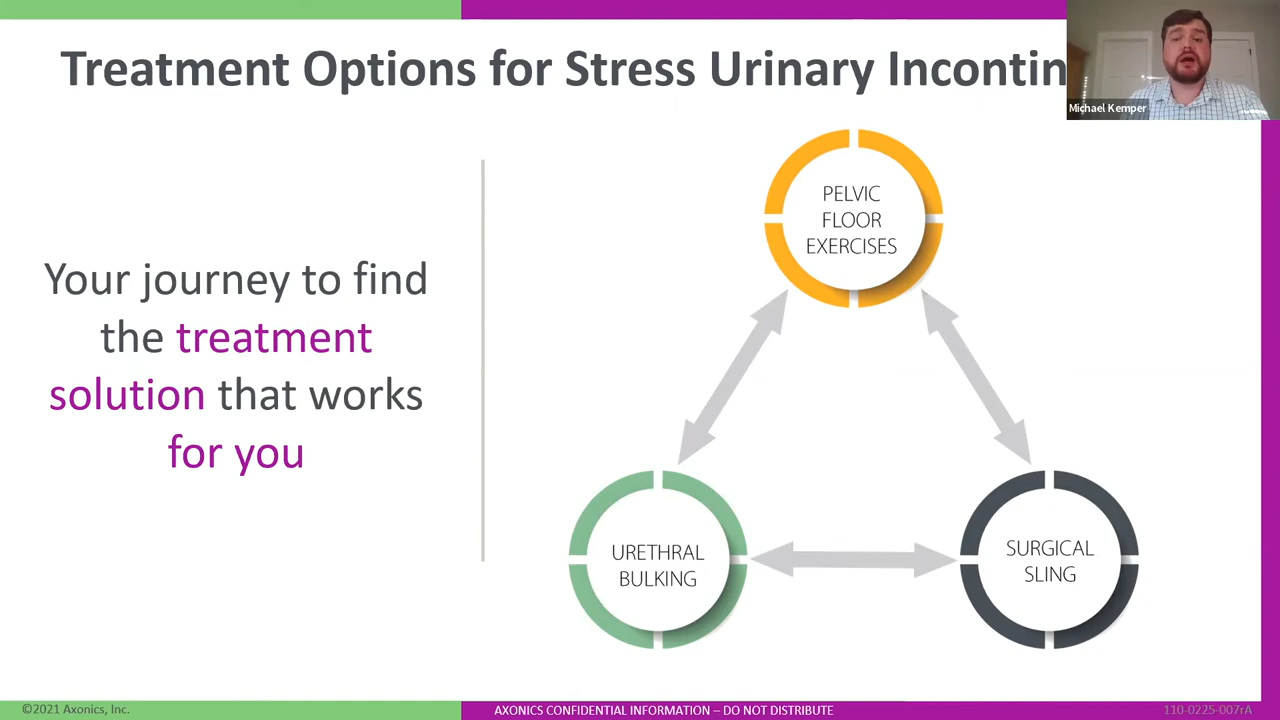 Treatment Options for Stress Urinary Incontin
Michael Kemper
Your journey to find
the treatment
solution that works
for you
PELVIC
FLOOR
EXERCISES
URETHRAL
BULKING
SURGICAL
SLING
©2021 Axonics, Inc.
AXONICS CONFIDENTIAL INFORMATION – DO NOT DISTRIBUTE
110-0225-007rA